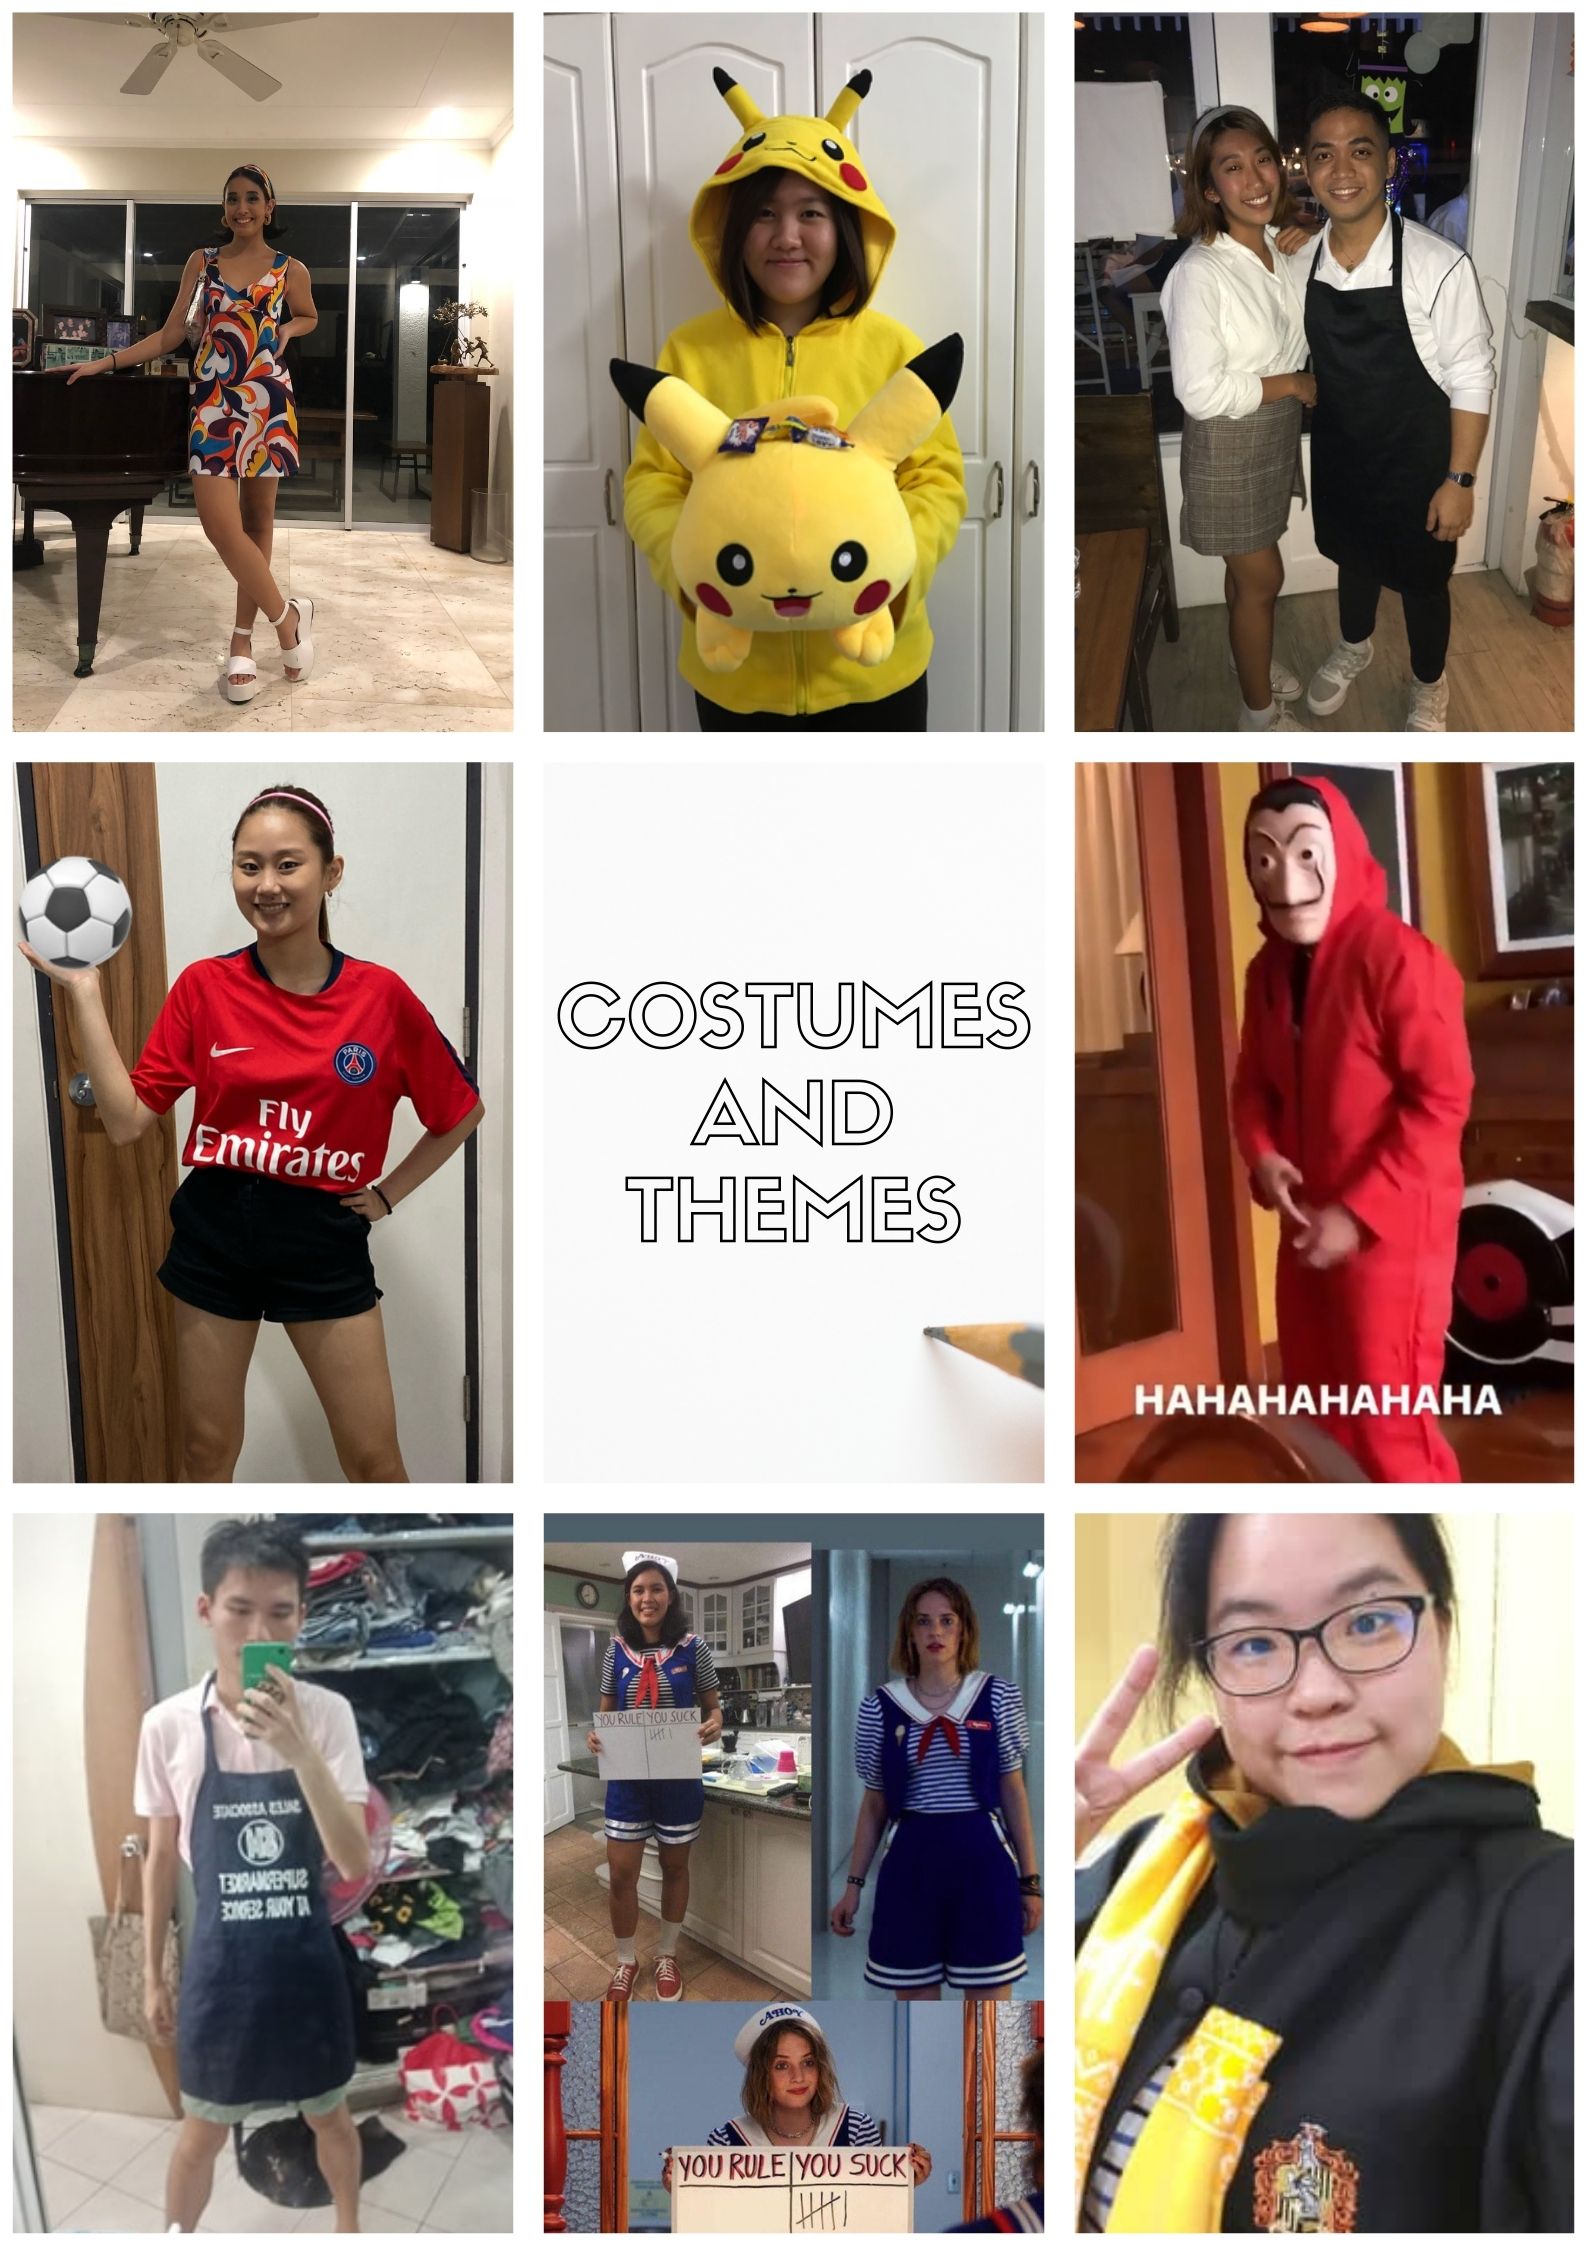 Fly
Emirates
PARIS
COSTUMES
AND
THEMES
HAHAHAHAHAHA
SALES ASSOCIATE
SM
SUPERMARKET
AT YOUR SERVICE
AHOY
YOU RULE YOU SUCK
AHOY
YOU RULE YOU SUCK